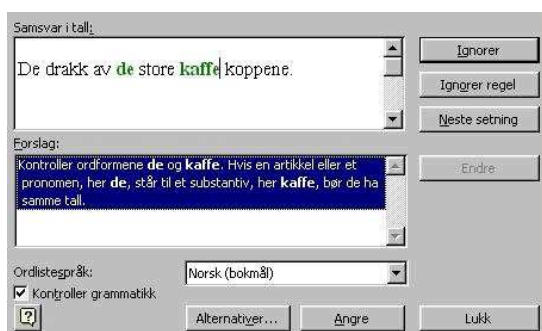 Samsvar i tall:
De drakk av de store kaffe koppene.
Ignorer
Ignorer regel
Neste setning
Forslag:
Kontroller ordformene de og kaffe. Hvis en artikkel eller et
pronomen, her de, står til et substantiv, her kaffe, bør de ha
samme tall.
Endre
Ordlistespråk:
Norsk (bokmål)
Kontroller grammatikk
Alternativer...
Angre
Lukk